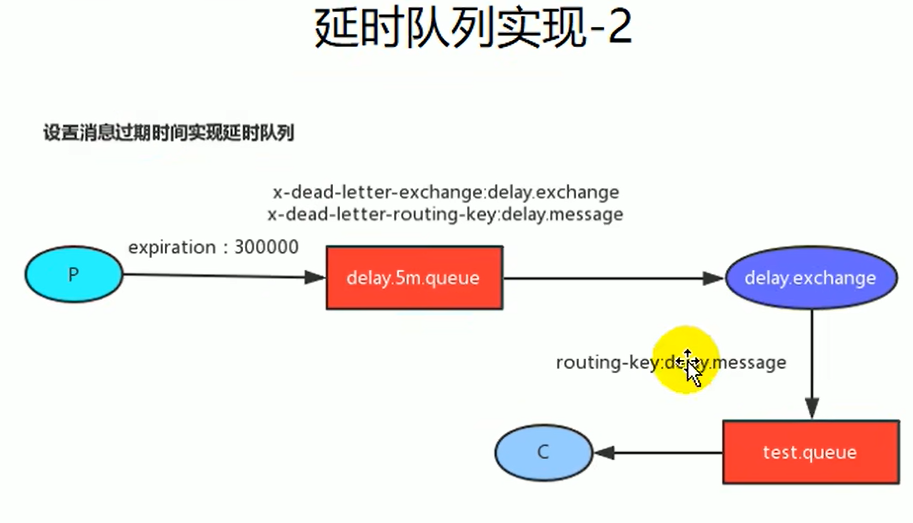 延时队列实现-2
设置消息过期时间实现延时队列
x-dead-letter-exchange:delay.exchange
x-dead-letter-routing-key:delay.message
expiration：300000
P
delay.5m.queue
delay.exchange
routing-key:delay.message
C
test.queue